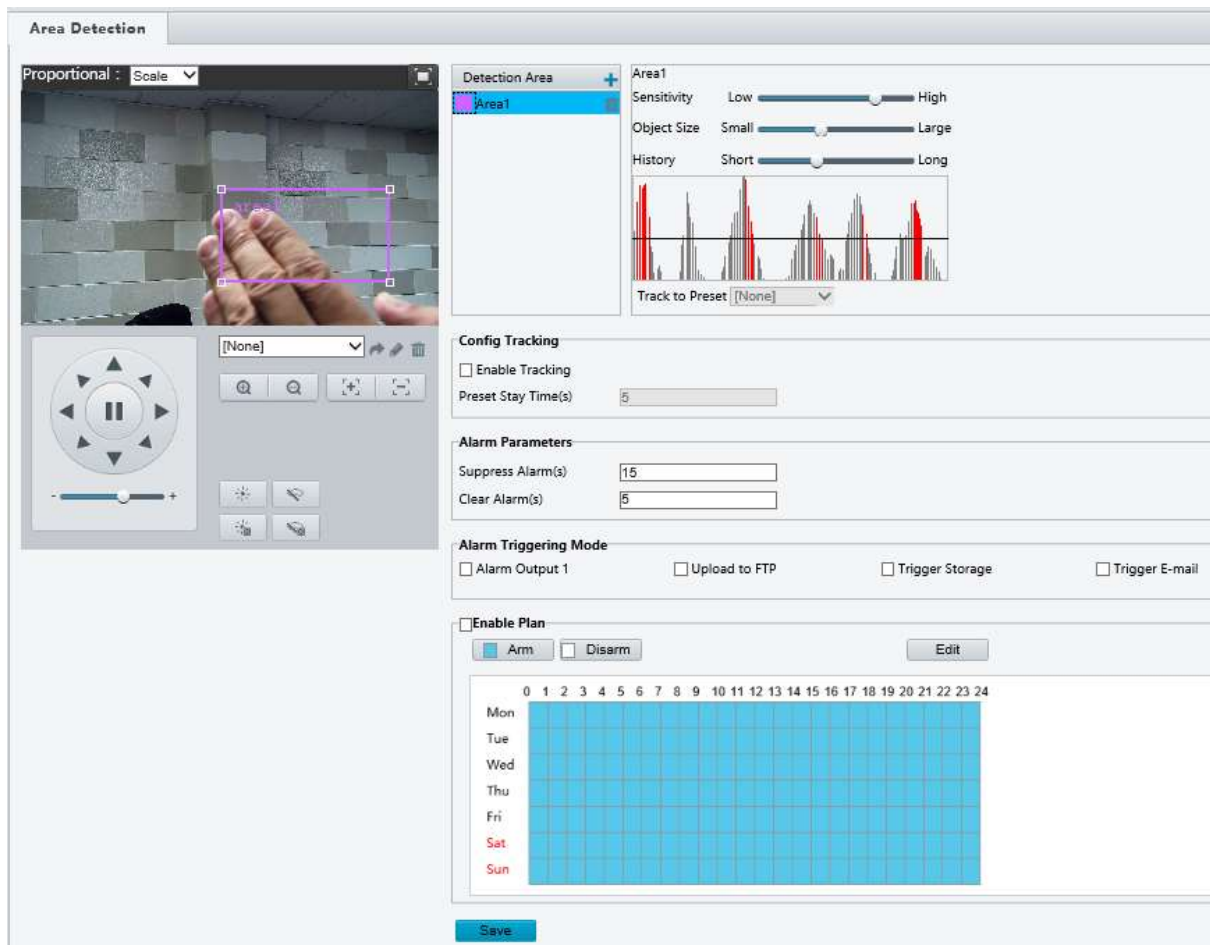 Area Detection
Proportional : Scale
[None]
- +
Detection Area
Area1
Area1
Sensitivity Low High
Object Size Small Large
History Short Long
Track to Preset [None]
Config Tracking
Enable Tracking
Preset Stay Time(s) 5
Alarm Parameters
Suppress Alarm(s) 15
Clear Alarm(s) 5
Alarm Triggering Mode
Alarm Output 1 Upload to FTP Trigger Storage Trigger E-mail
Enable Plan
Arm Disarm Edit
0 1 2 3 4 5 6 7 8 9 10 11 12 13 14 15 16 17 18 19 20 21 22 23 24
Mon
Tue
Wed
Thu
Fri
Sat
Sun
Save